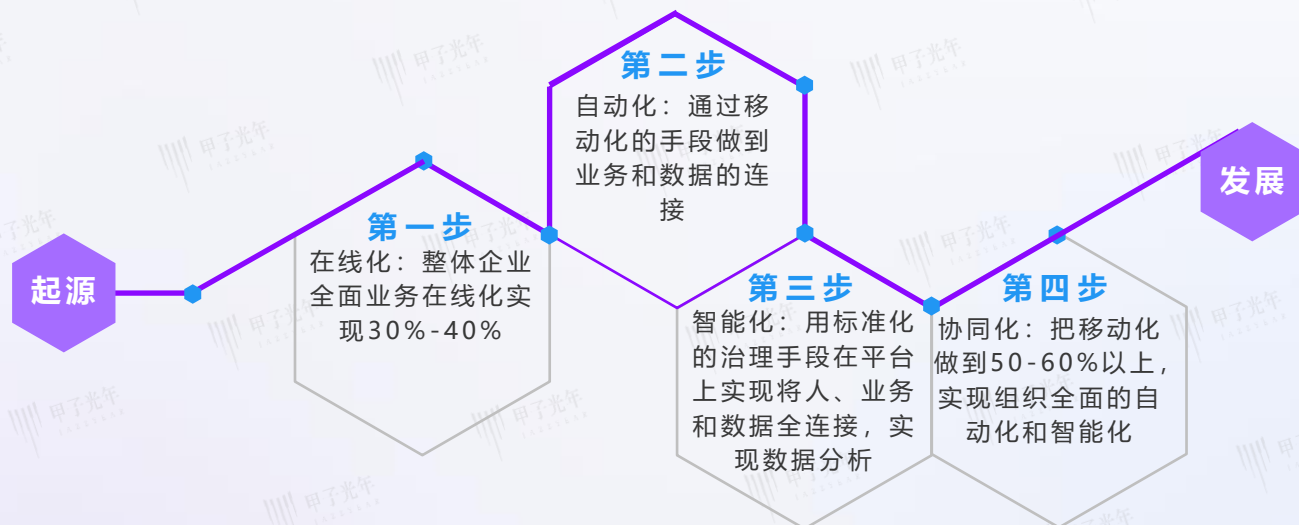 起源
第一步
在线化：整体企业
全面业务在线化实
现30%-40%
第二步
自动化：通过移
动化的手段做到
业务和数据的连
接
第三步
智能化：用标准化
的治理手段在平台
上实现将人、业务
和数据全连接，实
现数据分析
第四步
协同化：把移动化
做到50-60%以上，
实现组织全面的自
动化和智能化
发展
甲子光年